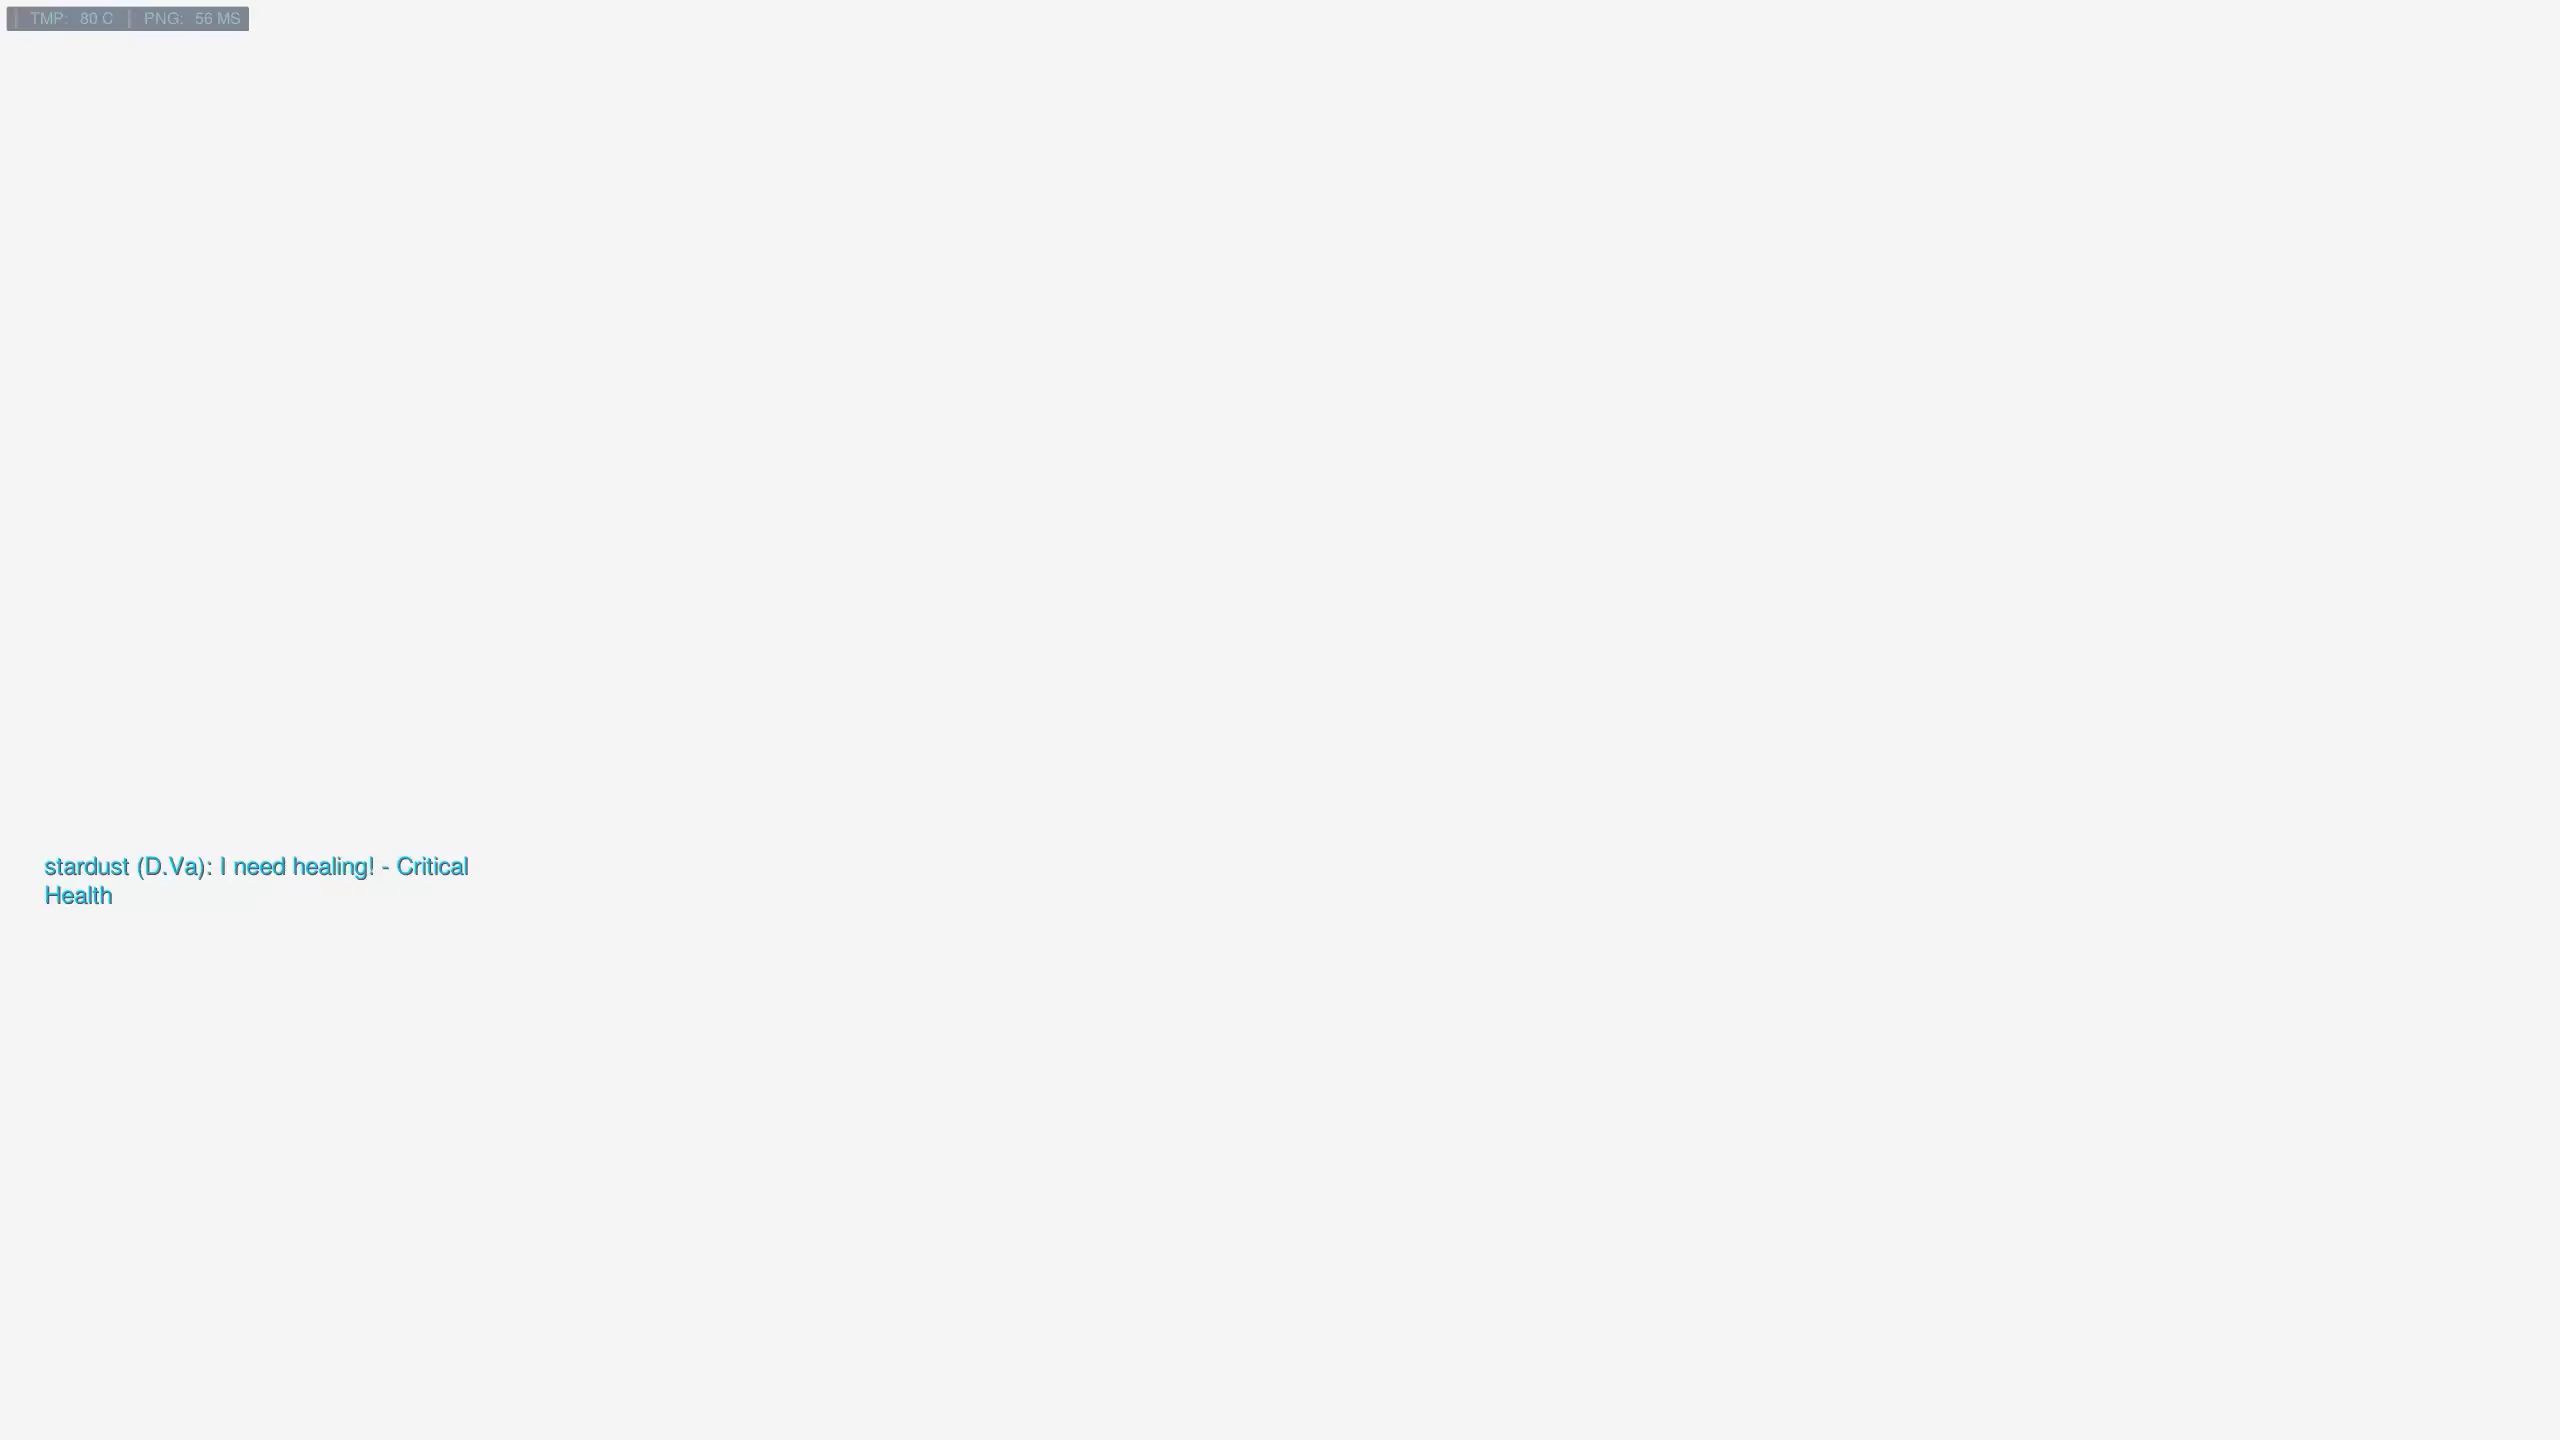 TMP: 80 C | PNG: 56 MS
stardust (D.Va): I need healing! - Critical
Health